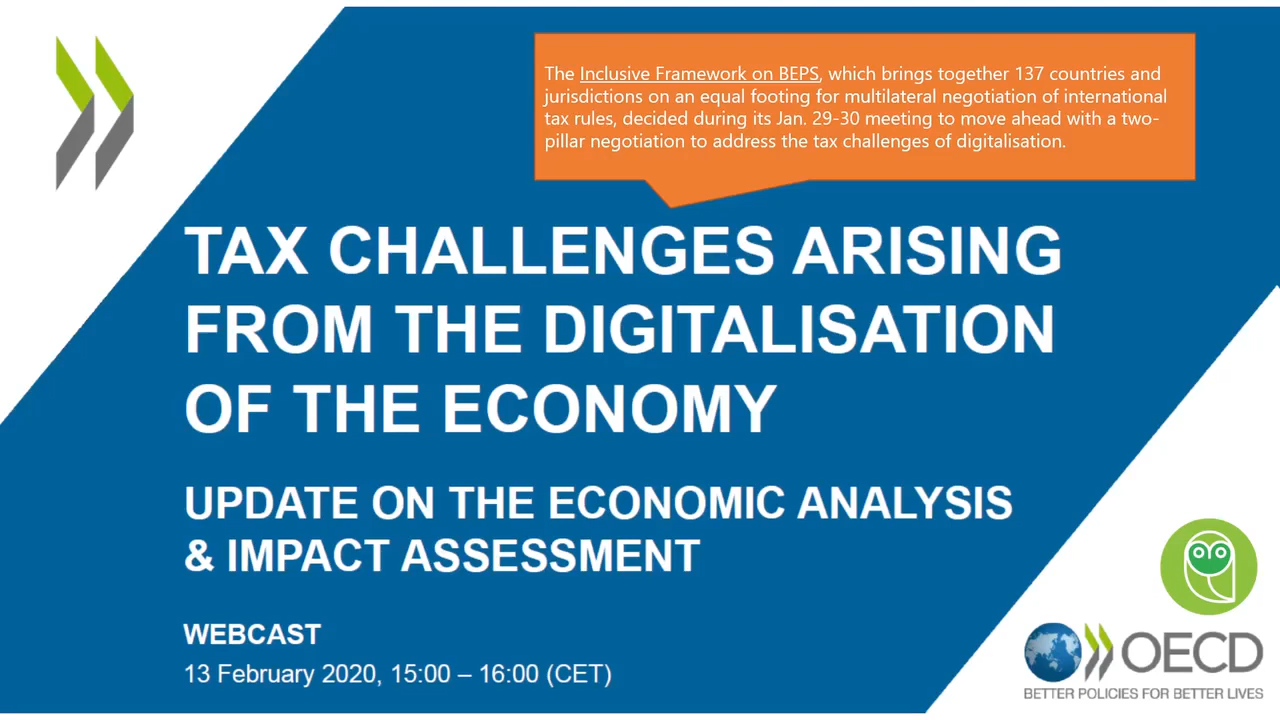 The Inclusive Framework on BEPS, which brings together 137 countries and
jurisdictions on an equal footing for multilateral negotiation of international
tax rules, decided during its Jan. 29-30 meeting to move ahead with a two-
pillar negotiation to address the tax challenges of digitalisation.
TAX CHALLENGES ARISING
FROM THE DIGITALISATION
OF THE ECONOMY
UPDATE ON THE ECONOMIC ANALYSIS
& IMPACT ASSESSMENT
WEBCAST
13 February 2020, 15:00 – 16:00 (CET)
OECD
BETTER POLICIES FOR BETTER LIVES